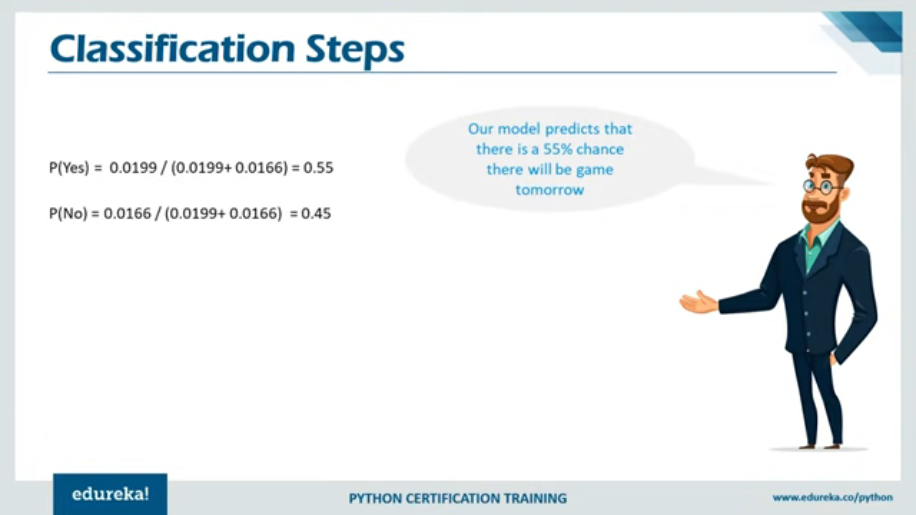 Classification Steps
Our model predicts that
there is a 55% chance
there will be game
tomorrow
P(Yes) = 0.0199 / (0.0199+ 0.0166) = 0.55
P(No) = 0.0166 / (0.0199+ 0.0166) = 0.45
edureka!
PYTHON CERTIFICATION TRAINING
www.edureka.co/python